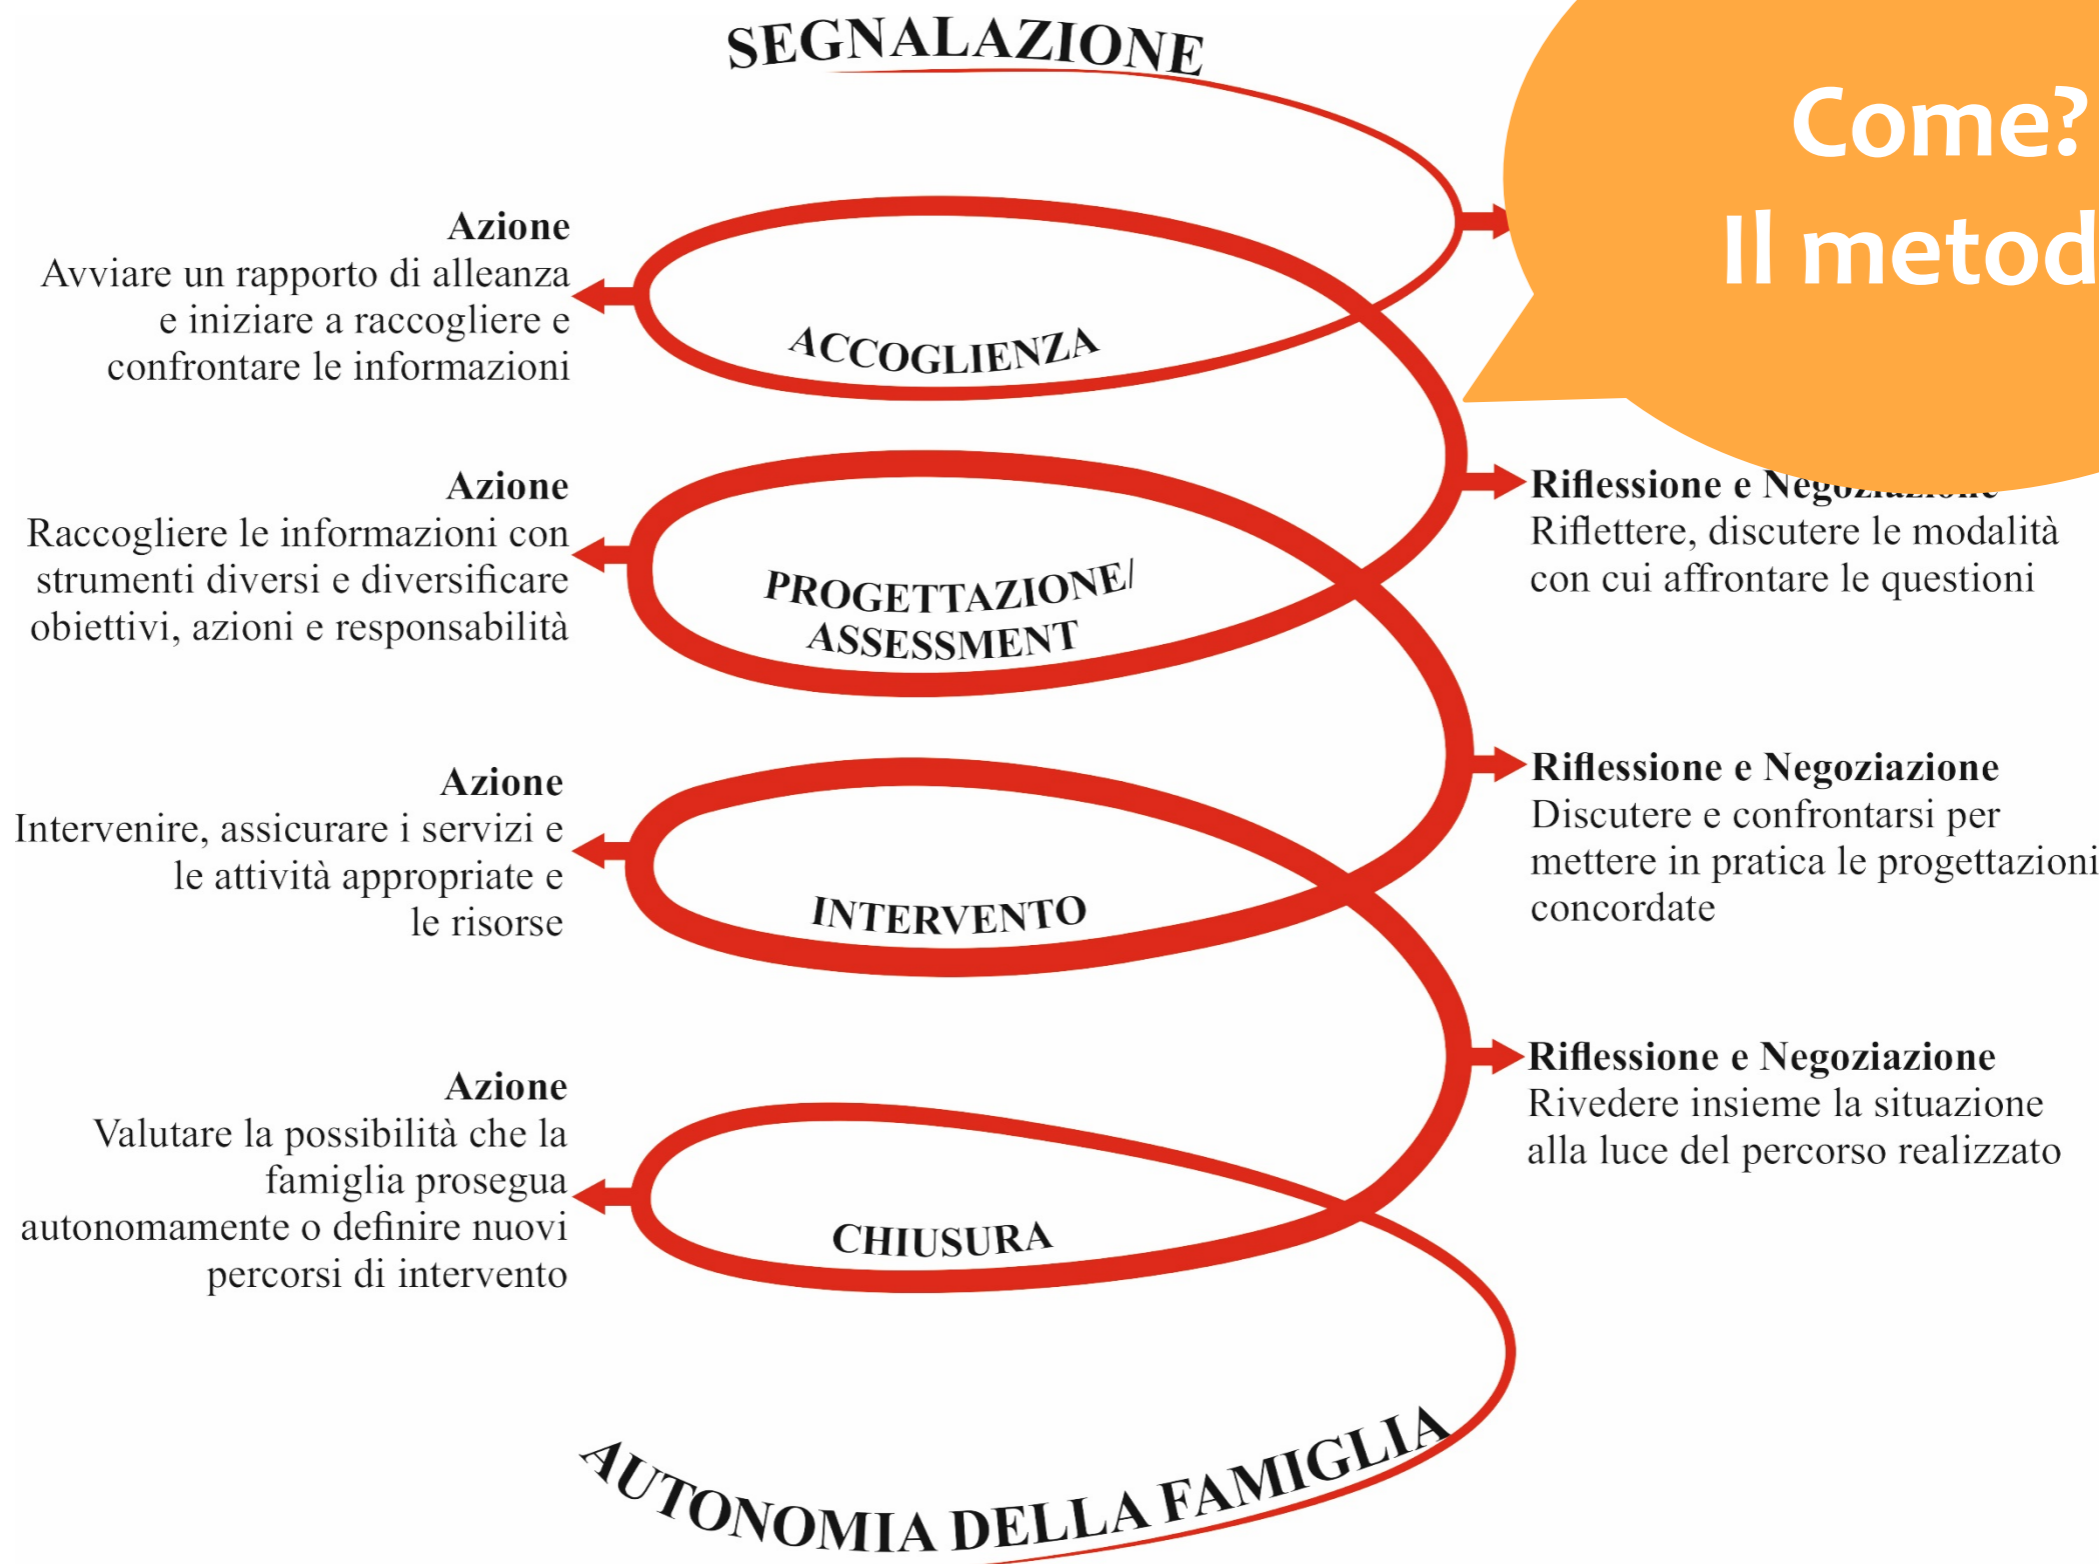 SEGNALAZIONE
Come?
Il metod
Azione
Avviare un rapporto di alleanza
e iniziare a raccogliere e
confrontare le informazioni
ACCOGLIENZA
Azione
Raccogliere le informazioni con
strumenti diversi e diversificare
obiettivi, azioni e responsabilità
PROGETTAZIONE/
ASSESSMENT
Riflessione e Negoziazione
Riflettere, discutere le modalità
con cui affrontare le questioni
Azione
Intervenire, assicurare i servizi e
le attività appropriate e
le risorse
INTERVENTO
Riflessione e Negoziazione
Discutere e confrontarsi per
mettere in pratica le progettazioni
concordate
Azione
Valutare la possibilità che la
famiglia prosegua
autonomamente o definire nuovi
percorsi di intervento
CHIUSURA
Riflessione e Negoziazione
Rivedere insieme la situazione
alla luce del percorso realizzato
AUTONOMIA DELLA FAMIGLIA